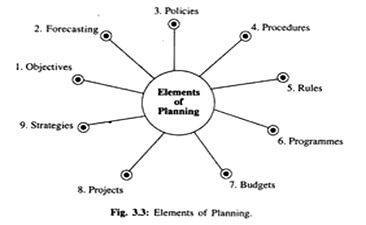 1. Objectives
2. Forecasting
3. Policies
4. Procedures
5. Rules
6. Programmes
7. Budgets
8. Projects
9. Strategies
Elements
of
Planning
Fig. 3.3: Elements of Planning.